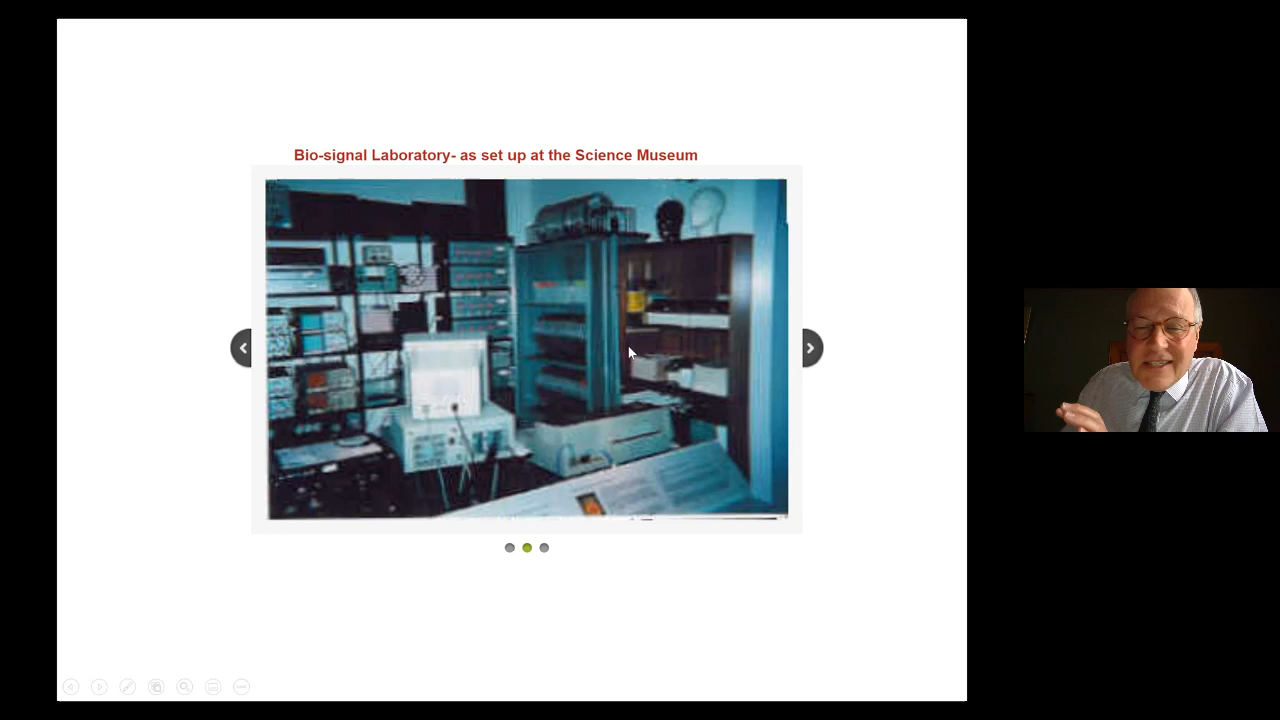 Bio-signal Laboratory- as set up at the Science Museum